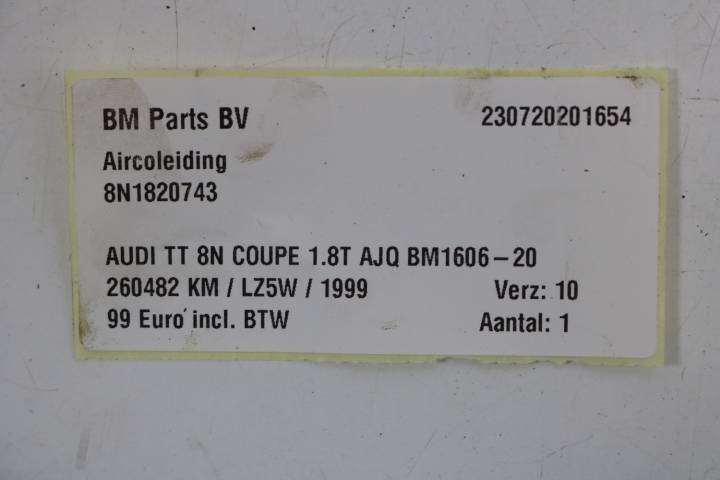 BM Parts BV 230720201654
Aircoleiding
8N1820743
AUDI TT 8N COUPE 1.8T AJQ BM1606-20
260482 KM / LZ5W / 1999 Verz: 10
99 Euro incl. BTW Aantal: 1